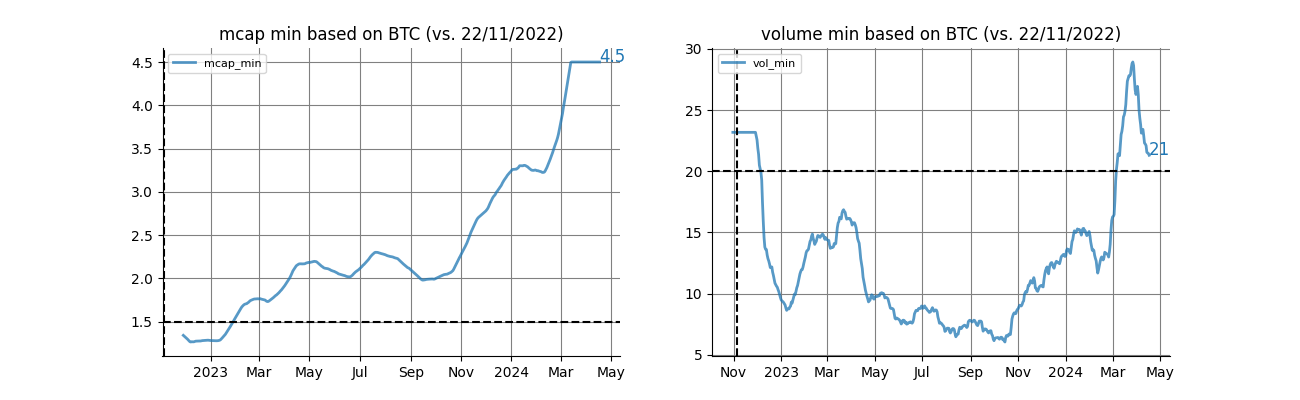 mcap min based on BTC (vs. 22/11/2022)
4.5
mcap_min
4.5
4.0
3.5
3.0
2.5
2.0
1.5
2023 Mar May Jul Sep Nov 2024 Mar May
volume min based on BTC (vs. 22/11/2022)
30
vol_min
25
21
20
15
10
5
Nov 2023 Mar May Jul Sep Nov 2024 Mar May